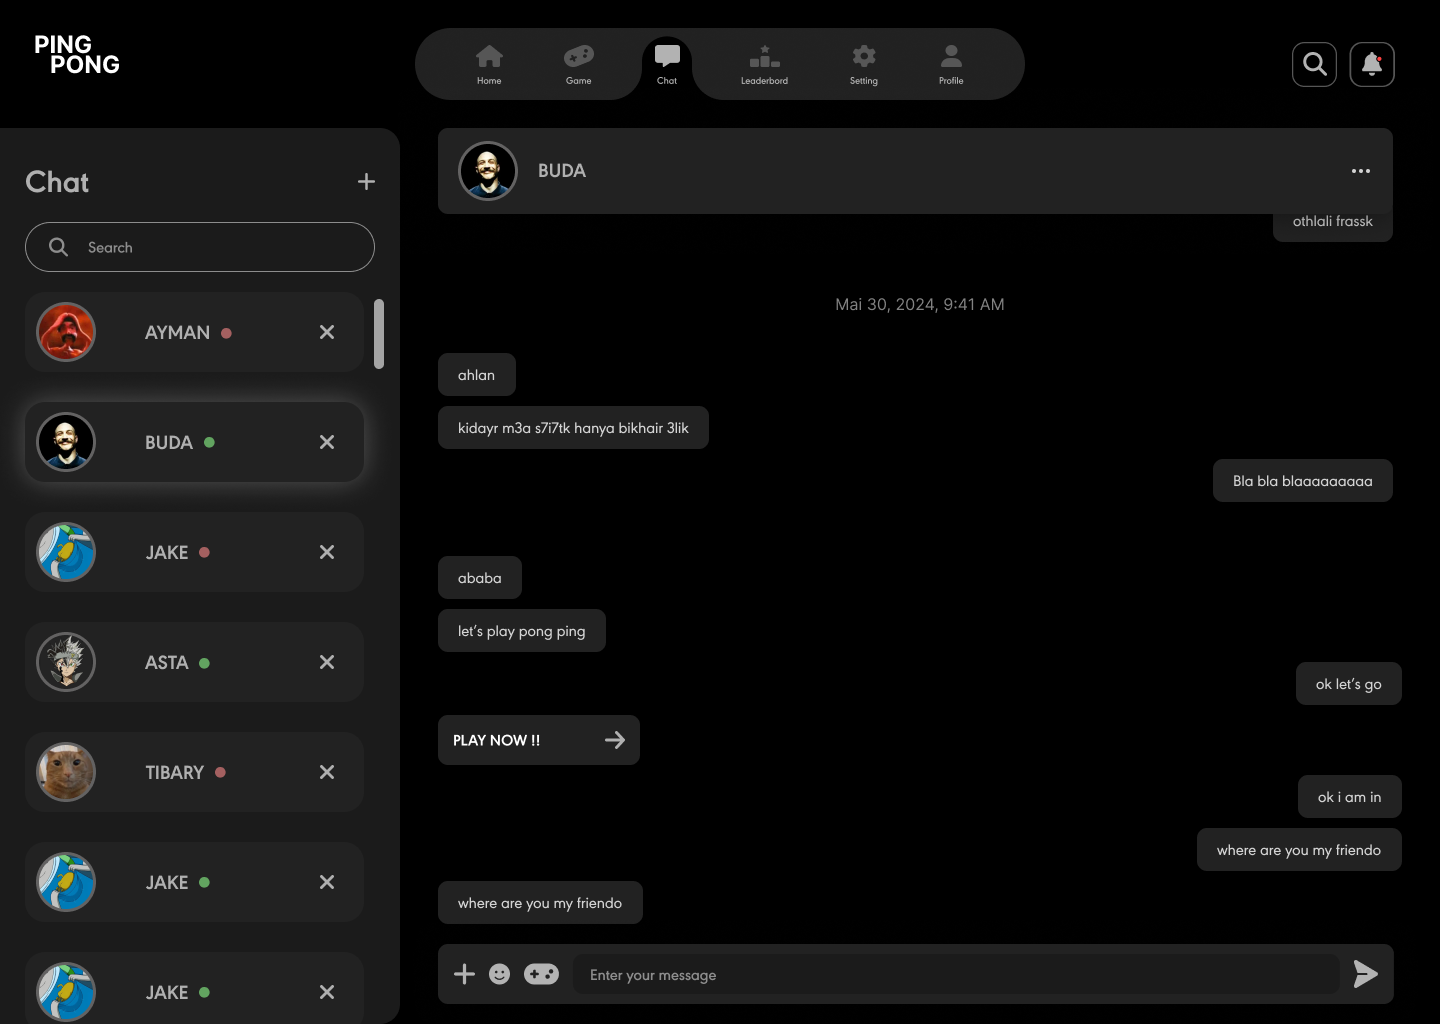 PING
PONG
Home
Game
Chat
Leaderbord
Setting
Profile
Chat
Search
AYMAN
BUDA
JAKE
ASTA
TIBARY
JAKE
JAKE
BUDA
othlali frassk
Mai 30, 2024, 9:41 AM
ahlan
kidayr m3a s7i7tk hanya bikhair 3lik
Bla bla blaaaaaaaaa
ababa
let’s play pong ping
ok let’s go
PLAY NOW !!
ok i am in
where are you my friendo
where are you my friendo
Enter your message